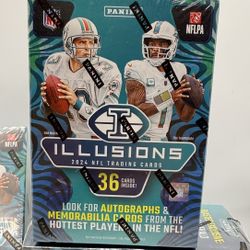 PANINI
NFL
NFLPA
ILLUSIONS
2024 NFL TRADING CARDS
36
CARDS
INSIDE!
LOOK FOR AUTOGRAPHS &
MEMORABILIA CARDS FROM THE
HOTTEST PLAYERS IN THE NFL!